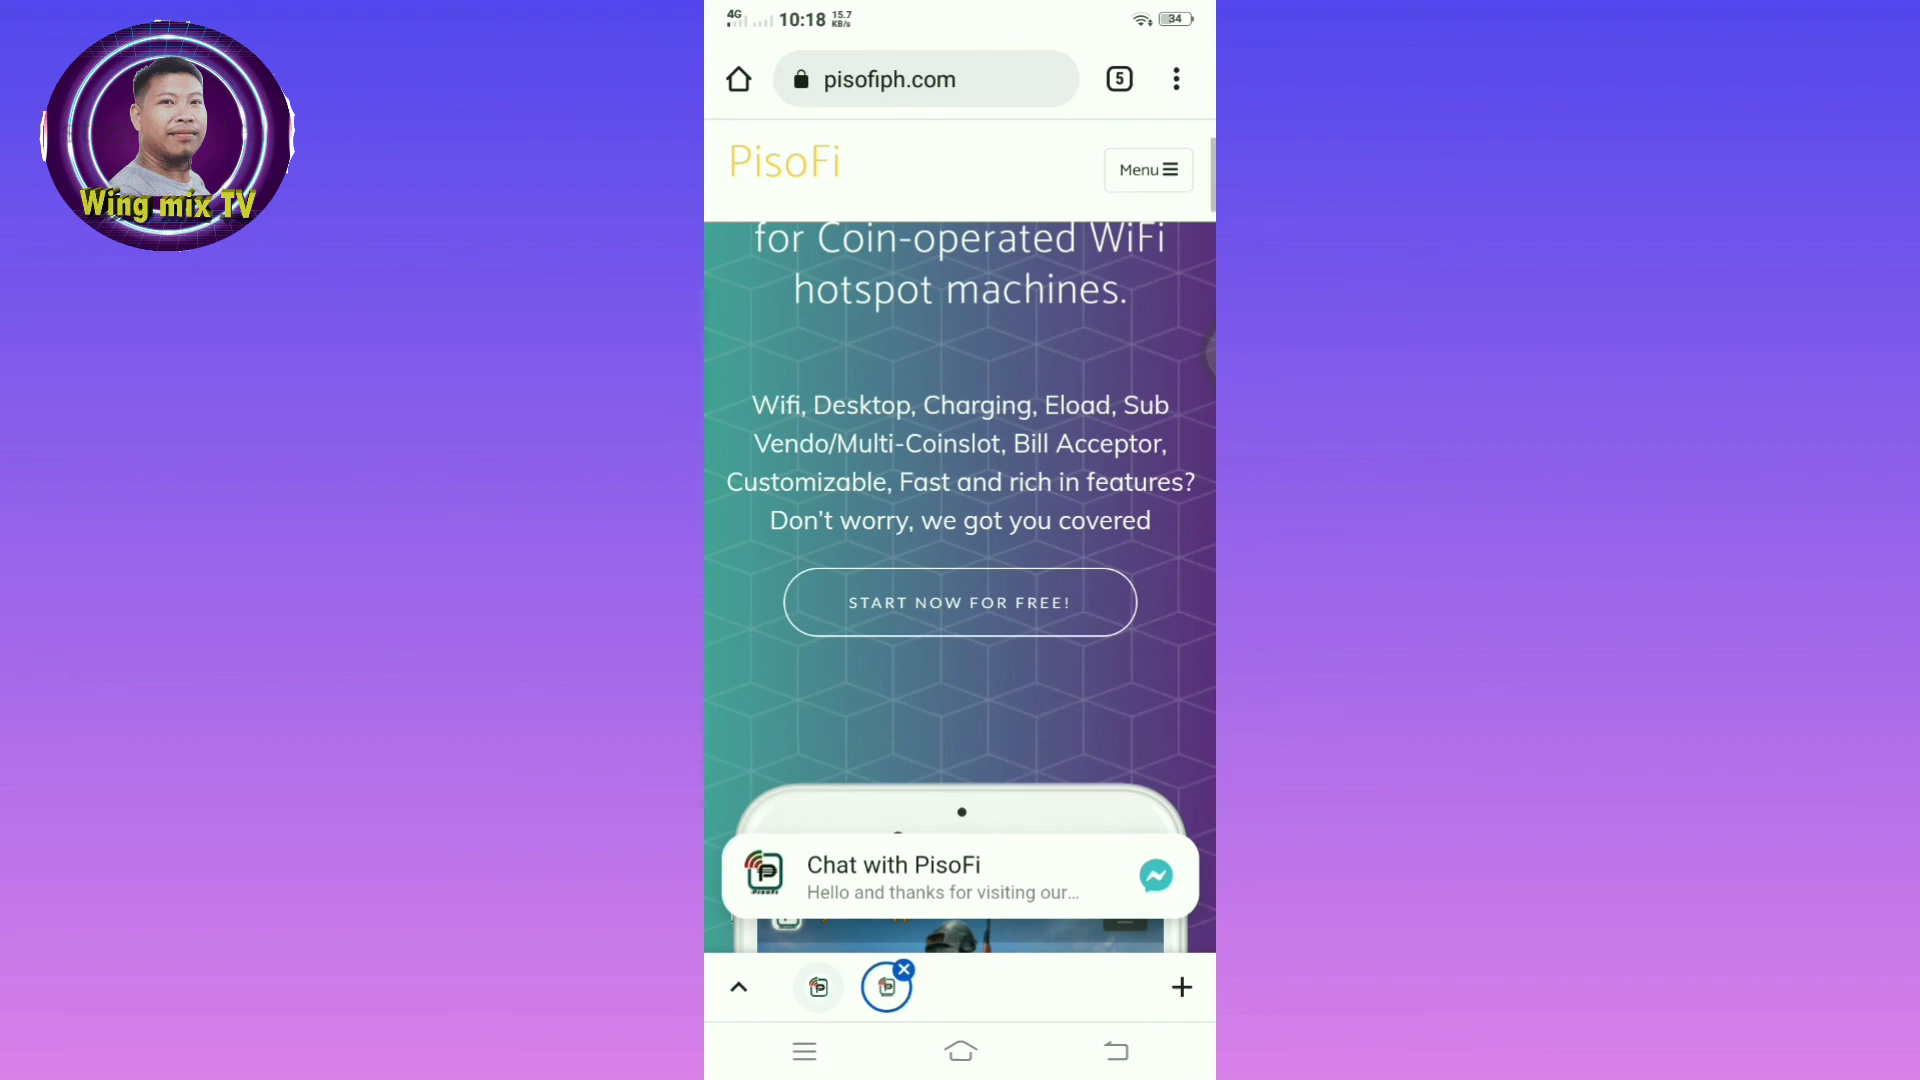 Wing mix TV
4G 10:18 15.7 KB/s 34
pisofiph.com 5
PisoFi Menu
for Coin-operated WiFi
hotspot machines.
Wifi, Desktop, Charging, Eload, Sub
Vendo/Multi-Coinslot, Bill Acceptor,
Customizable, Fast and rich in features?
Don't worry, we got you covered
START NOW FOR FREE!
Chat with PisoFi
Hello and thanks for visiting our...